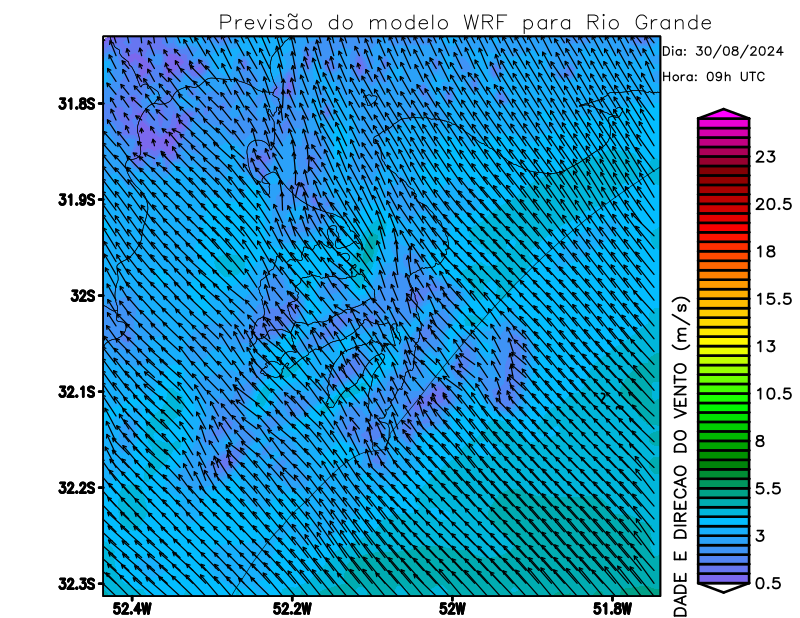 Previsão do modelo WRF para Rio Grande
Dia: 30/08/2024
Hora: 09h UTC
31.8S
31.9S
32S
32.1S
32.2S
32.3S
52.4W
52.2W
52W
51.8W
23
20.5
18
15.5
13
10.5
8
5.5
3
0.5
DADE E DIRECAO DO VENTO (m/s)